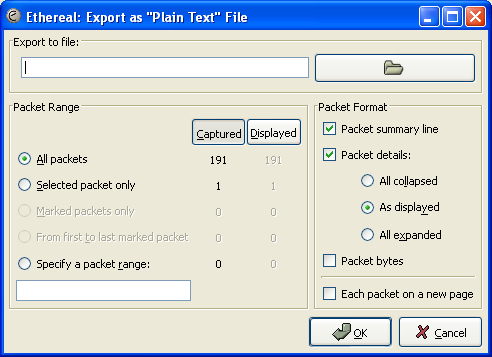 Ethereal: Export as "Plain Text" File
Export to file:
Packet Range
Captured Displayed
All packets 191 191
Selected packet only 1 1
Marked packets only 0 0
From first to last marked packet 0 0
Specify a packet range: 0 0
Packet Format
Packet summary line
Packet details:
All collapsed
As displayed
All expanded
Packet bytes
Each packet on a new page
OK Cancel